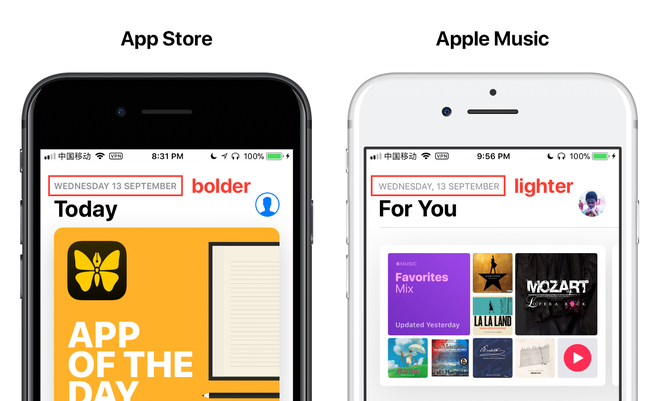 App Store
Apple Music
中国移动 VPN 8:31 PM 100%
WEDNESDAY 13 SEPTEMBER
bolder
Today
APP
OF THE
DAY
中国移动 VPN 9:56 PM 100%
WEDNESDAY, 13 SEPTEMBER
lighter
For You
MUSIC
Favorites
Mix
Updated Yesterday
HAMILTON
LA LA LAND
MOZART
L'OPERA ROCK